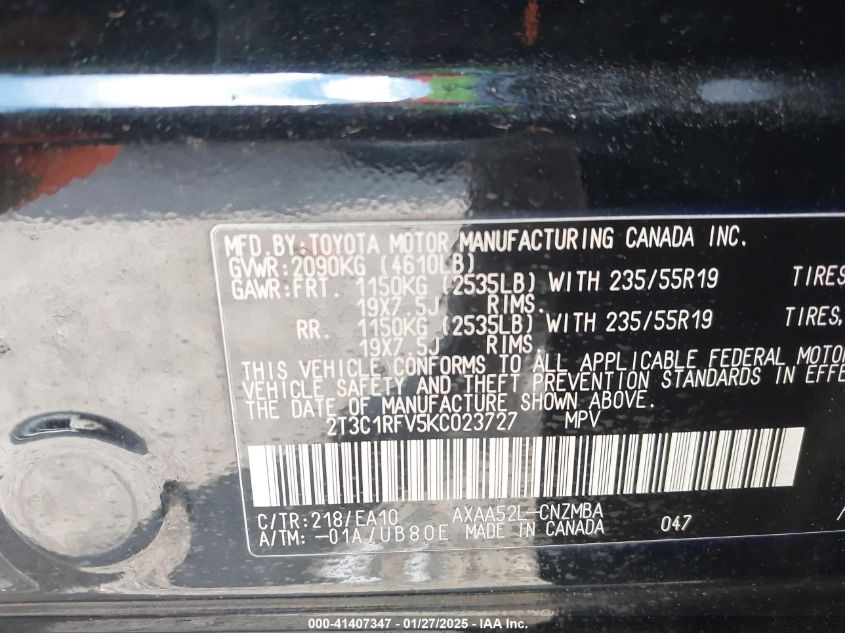 MFD.BY:TOYOTA MOTOR MANUFACTURING CANADA INC.
GVWR:2090KG (4610LB)
GAWR:FRT. 1150KG (2535LB) WITH 235/55R19 TIRES
19X7.5J RIMS.
RR. 1150KG (2535LB) WITH 235/55R19 TIRES,
19X7.5J RIMS.
THIS VEHICLE CONFORMS TO ALL APPLICABLE FEDERAL MOTO
VEHICLE SAFETY AND THEFT PREVENTION STANDARDS IN EFFE
THE DATE OF MANUFACTURE SHOWN ABOVE.
2T3C1RFV5KC023727 MPV
C/TR:218/EA10 AXAA52L-CNZMBA
A/TM: -01A/UB80E MADE IN CANADA 047
000-41407347 | 01/27/2025 - © IAA Inc.